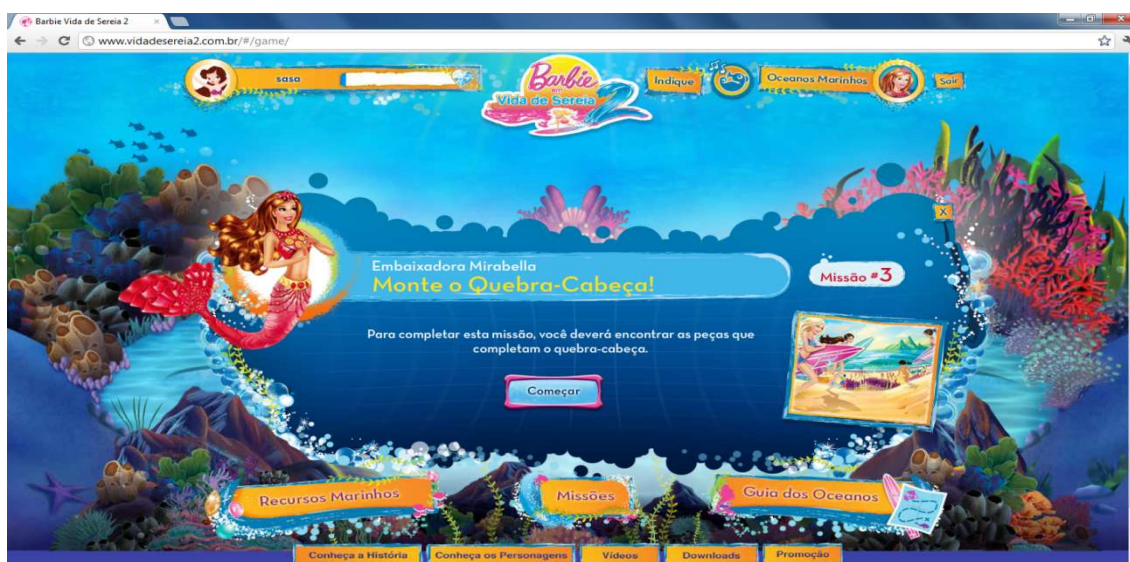 Barbie Vida de Sereia 2
www.vidadesereia2.com.br/#/game/
sasa
Barbie
em
Vida de Sereia 2
Indique
Oceanos Marinhos
Sair
X
Embaixadora Mirabella
Monte o Quebra-Cabeça!
Missão #3
Para completar esta missão, você deverá encontrar as peças que
completam o quebra-cabeça.
Começar
Recursos Marinhos
Missões
Guia dos Oceanos
Conheça a História
Conheça os Personagens
Vídeos
Downloads
Promoção